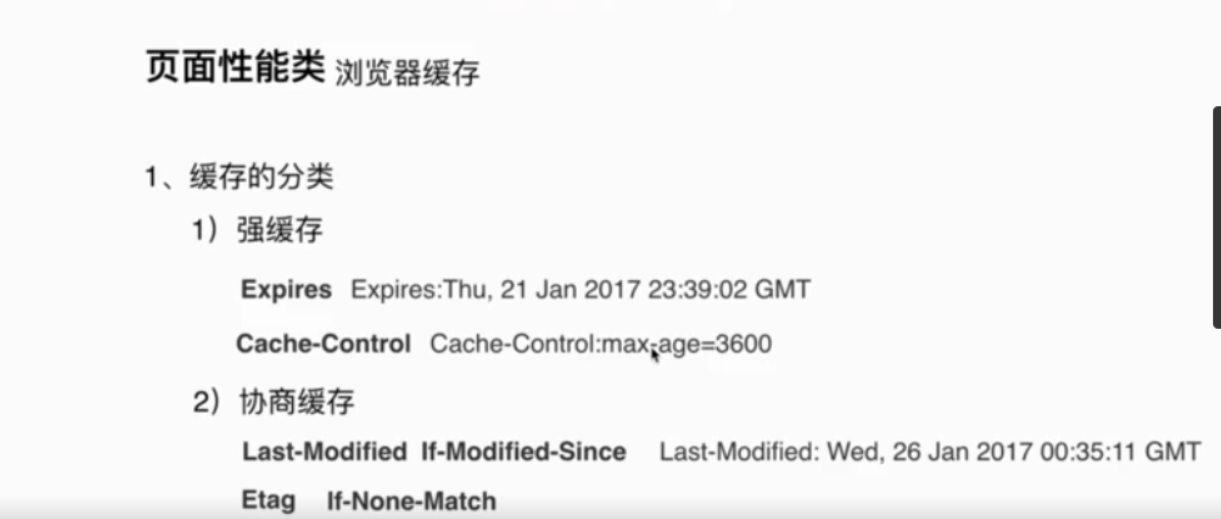 页面性能类 浏览器缓存
1、缓存的分类
1）强缓存
Expires Expires:Thu, 21 Jan 2017 23:39:02 GMT
Cache-Control Cache-Control:max-age=3600
2）协商缓存
Last-Modified If-Modified-Since Last-Modified: Wed, 26 Jan 2017 00:35:11 GMT
Etag If-None-Match